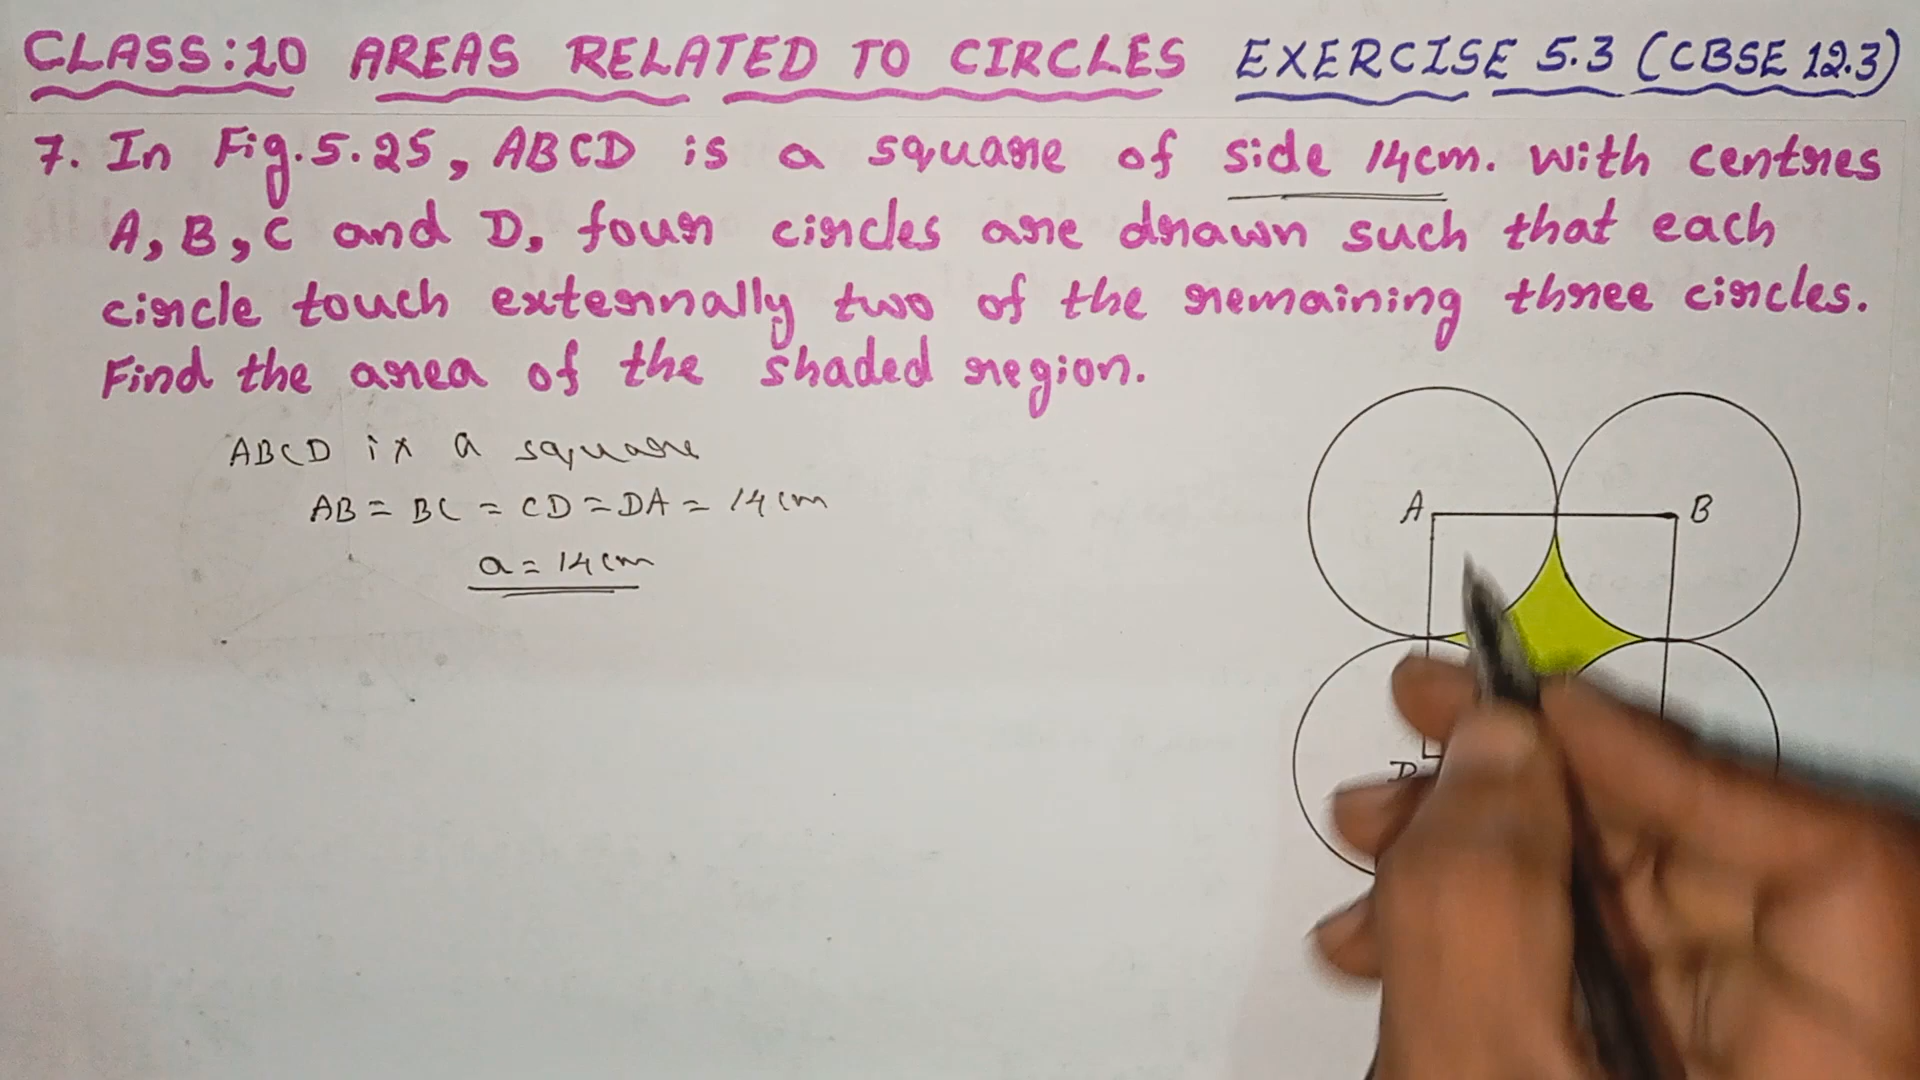 CLASS:10 AREAS RELATED TO CIRCLES EXERCISE 5.3 (CBSE 12.3)
7. In Fig.5.25, ABCD is a square of side 14cm. With centres
A, B, C and D, four circles are drawn such that each
circle touch externally two of the remaining three circles.
Find the area of the shaded region.
ABCD is a square
AB = BC = CD = DA = 14cm
a = 14cm
A B
D